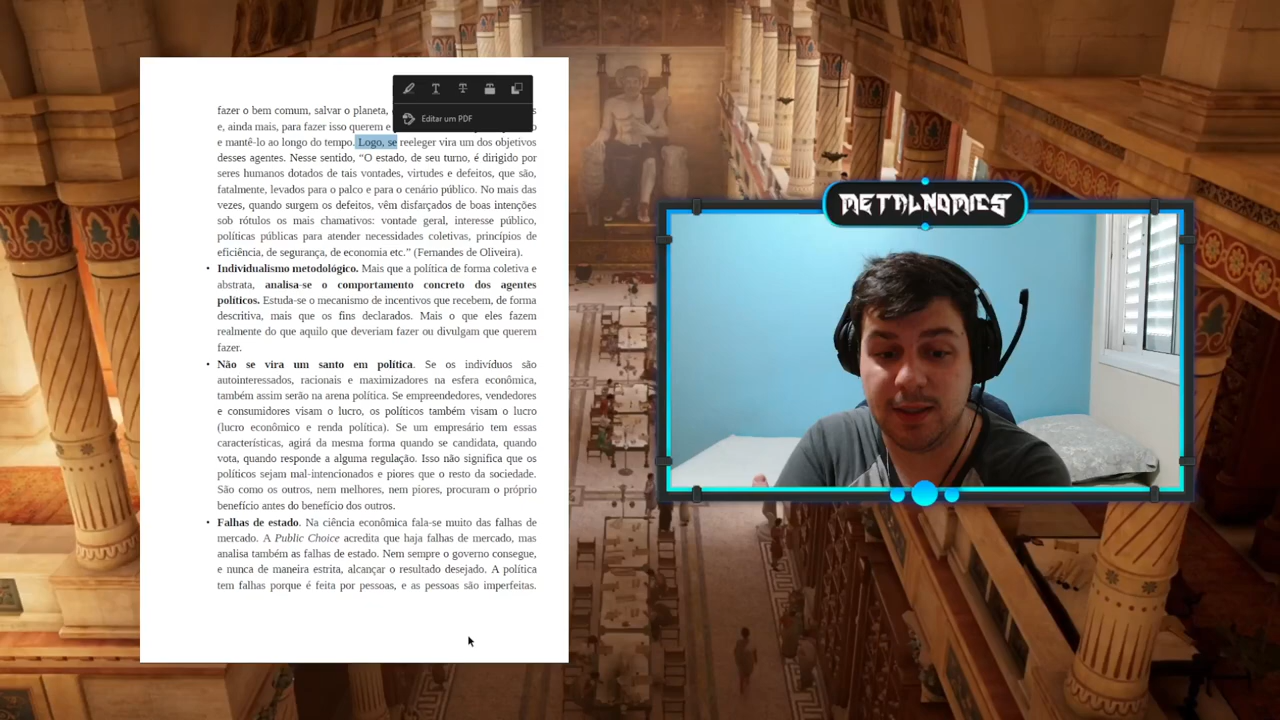 fazer o bem comum, salvar o planeta,
s
e, ainda mais, para fazer isso querem e
o
e mantê-lo ao longo do tempo. Logo, se reeleger vira um dos objetivos
desses agentes. Nesse sentido, “O estado, de seu turno, é dirigido por
seres humanos dotados de tais vontades, virtudes e defeitos, que são,
fatalmente, levados para o palco e para o cenário público. No mais das
vezes, quando surgem os defeitos, vêm disfarçados de boas intenções
sob rótulos os mais chamativos: vontade geral, interesse público,
políticas públicas para atender necessidades coletivas, princípios de
eficiência, de segurança, de economia etc.” (Fernandes de Oliveira).
• Individualismo metodológico. Mais que a política de forma coletiva e
abstrata, analisa-se o comportamento concreto dos agentes
políticos. Estuda-se o mecanismo de incentivos que recebem, de forma
descritiva, mais que os fins declarados. Mais o que eles fazem
realmente do que aquilo que deveriam fazer ou divulgam que querem
fazer.
• Não se vira um santo em política. Se os indivíduos são
autointeressados, racionais e maximizadores na esfera econômica,
também assim serão na arena política. Se empreendedores, vendedores
e consumidores visam o lucro, os políticos também visam o lucro
(lucro econômico e renda política). Se um empresário tem essas
características, agirá da mesma forma quando se candidata, quando
vota, quando responde a alguma regulação. Isso não significa que os
políticos sejam mal-intencionados e piores que o resto da sociedade.
São como os outros, nem melhores, nem piores, procuram o próprio
benefício antes do benefício dos outros.
• Falhas de estado. Na ciência econômica fala-se muito das falhas de
mercado. A Public Choice acredita que haja falhas de mercado, mas
analisa também as falhas de estado. Nem sempre o governo consegue,
e nunca de maneira estrita, alcançar o resultado desejado. A política
tem falhas porque é feita por pessoas, e as pessoas são imperfeitas.
Editar um PDF
METALNOMICS